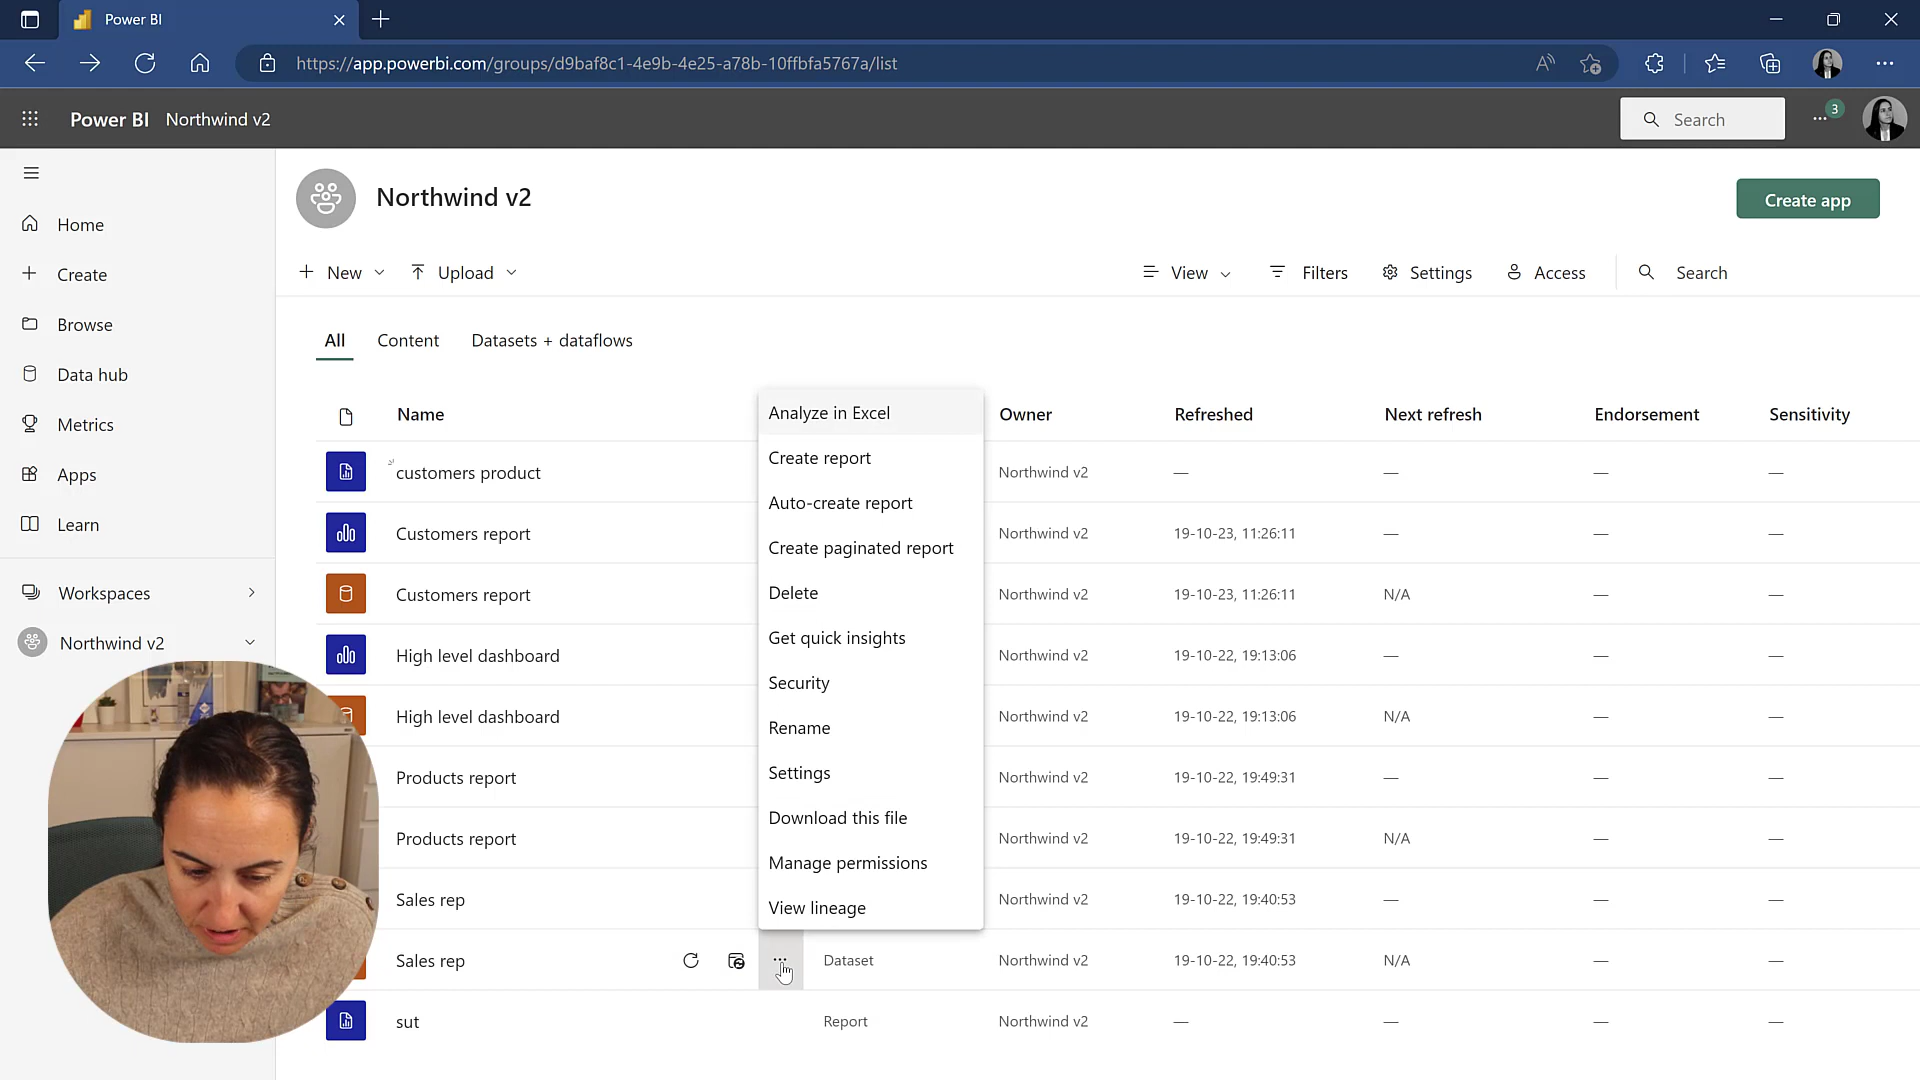 Power BI
https://app.powerbi.com/groups/d9baf8c1-4e9b-4e25-a78b-10ffbfa5767a/list
Power BI Northwind v2
Search
3
Northwind v2
Create app
New
Upload
View
Filters
Settings
Access
Search
Home
Create
Browse
Data hub
Metrics
Apps
Learn
Workspaces
Northwind v2
All Content Datasets + dataflows
Name Owner Refreshed Next refresh Endorsement Sensitivity
customers product Northwind v2 — — — —
Customers report Northwind v2 19-10-23, 11:26:11 — — —
Customers report Northwind v2 19-10-23, 11:26:11 N/A — —
High level dashboard Northwind v2 19-10-22, 19:13:06 — — —
High level dashboard Northwind v2 19-10-22, 19:13:06 N/A — —
Products report Northwind v2 19-10-22, 19:49:31 — — —
Products report Northwind v2 19-10-22, 19:49:31 N/A — —
Sales rep Northwind v2 19-10-22, 19:40:53 — — —
Sales rep Dataset Northwind v2 19-10-22, 19:40:53 N/A — —
sut Report Northwind v2 — — — —
Analyze in Excel
Create report
Auto-create report
Create paginated report
Delete
Get quick insights
Security
Rename
Settings
Download this file
Manage permissions
View lineage